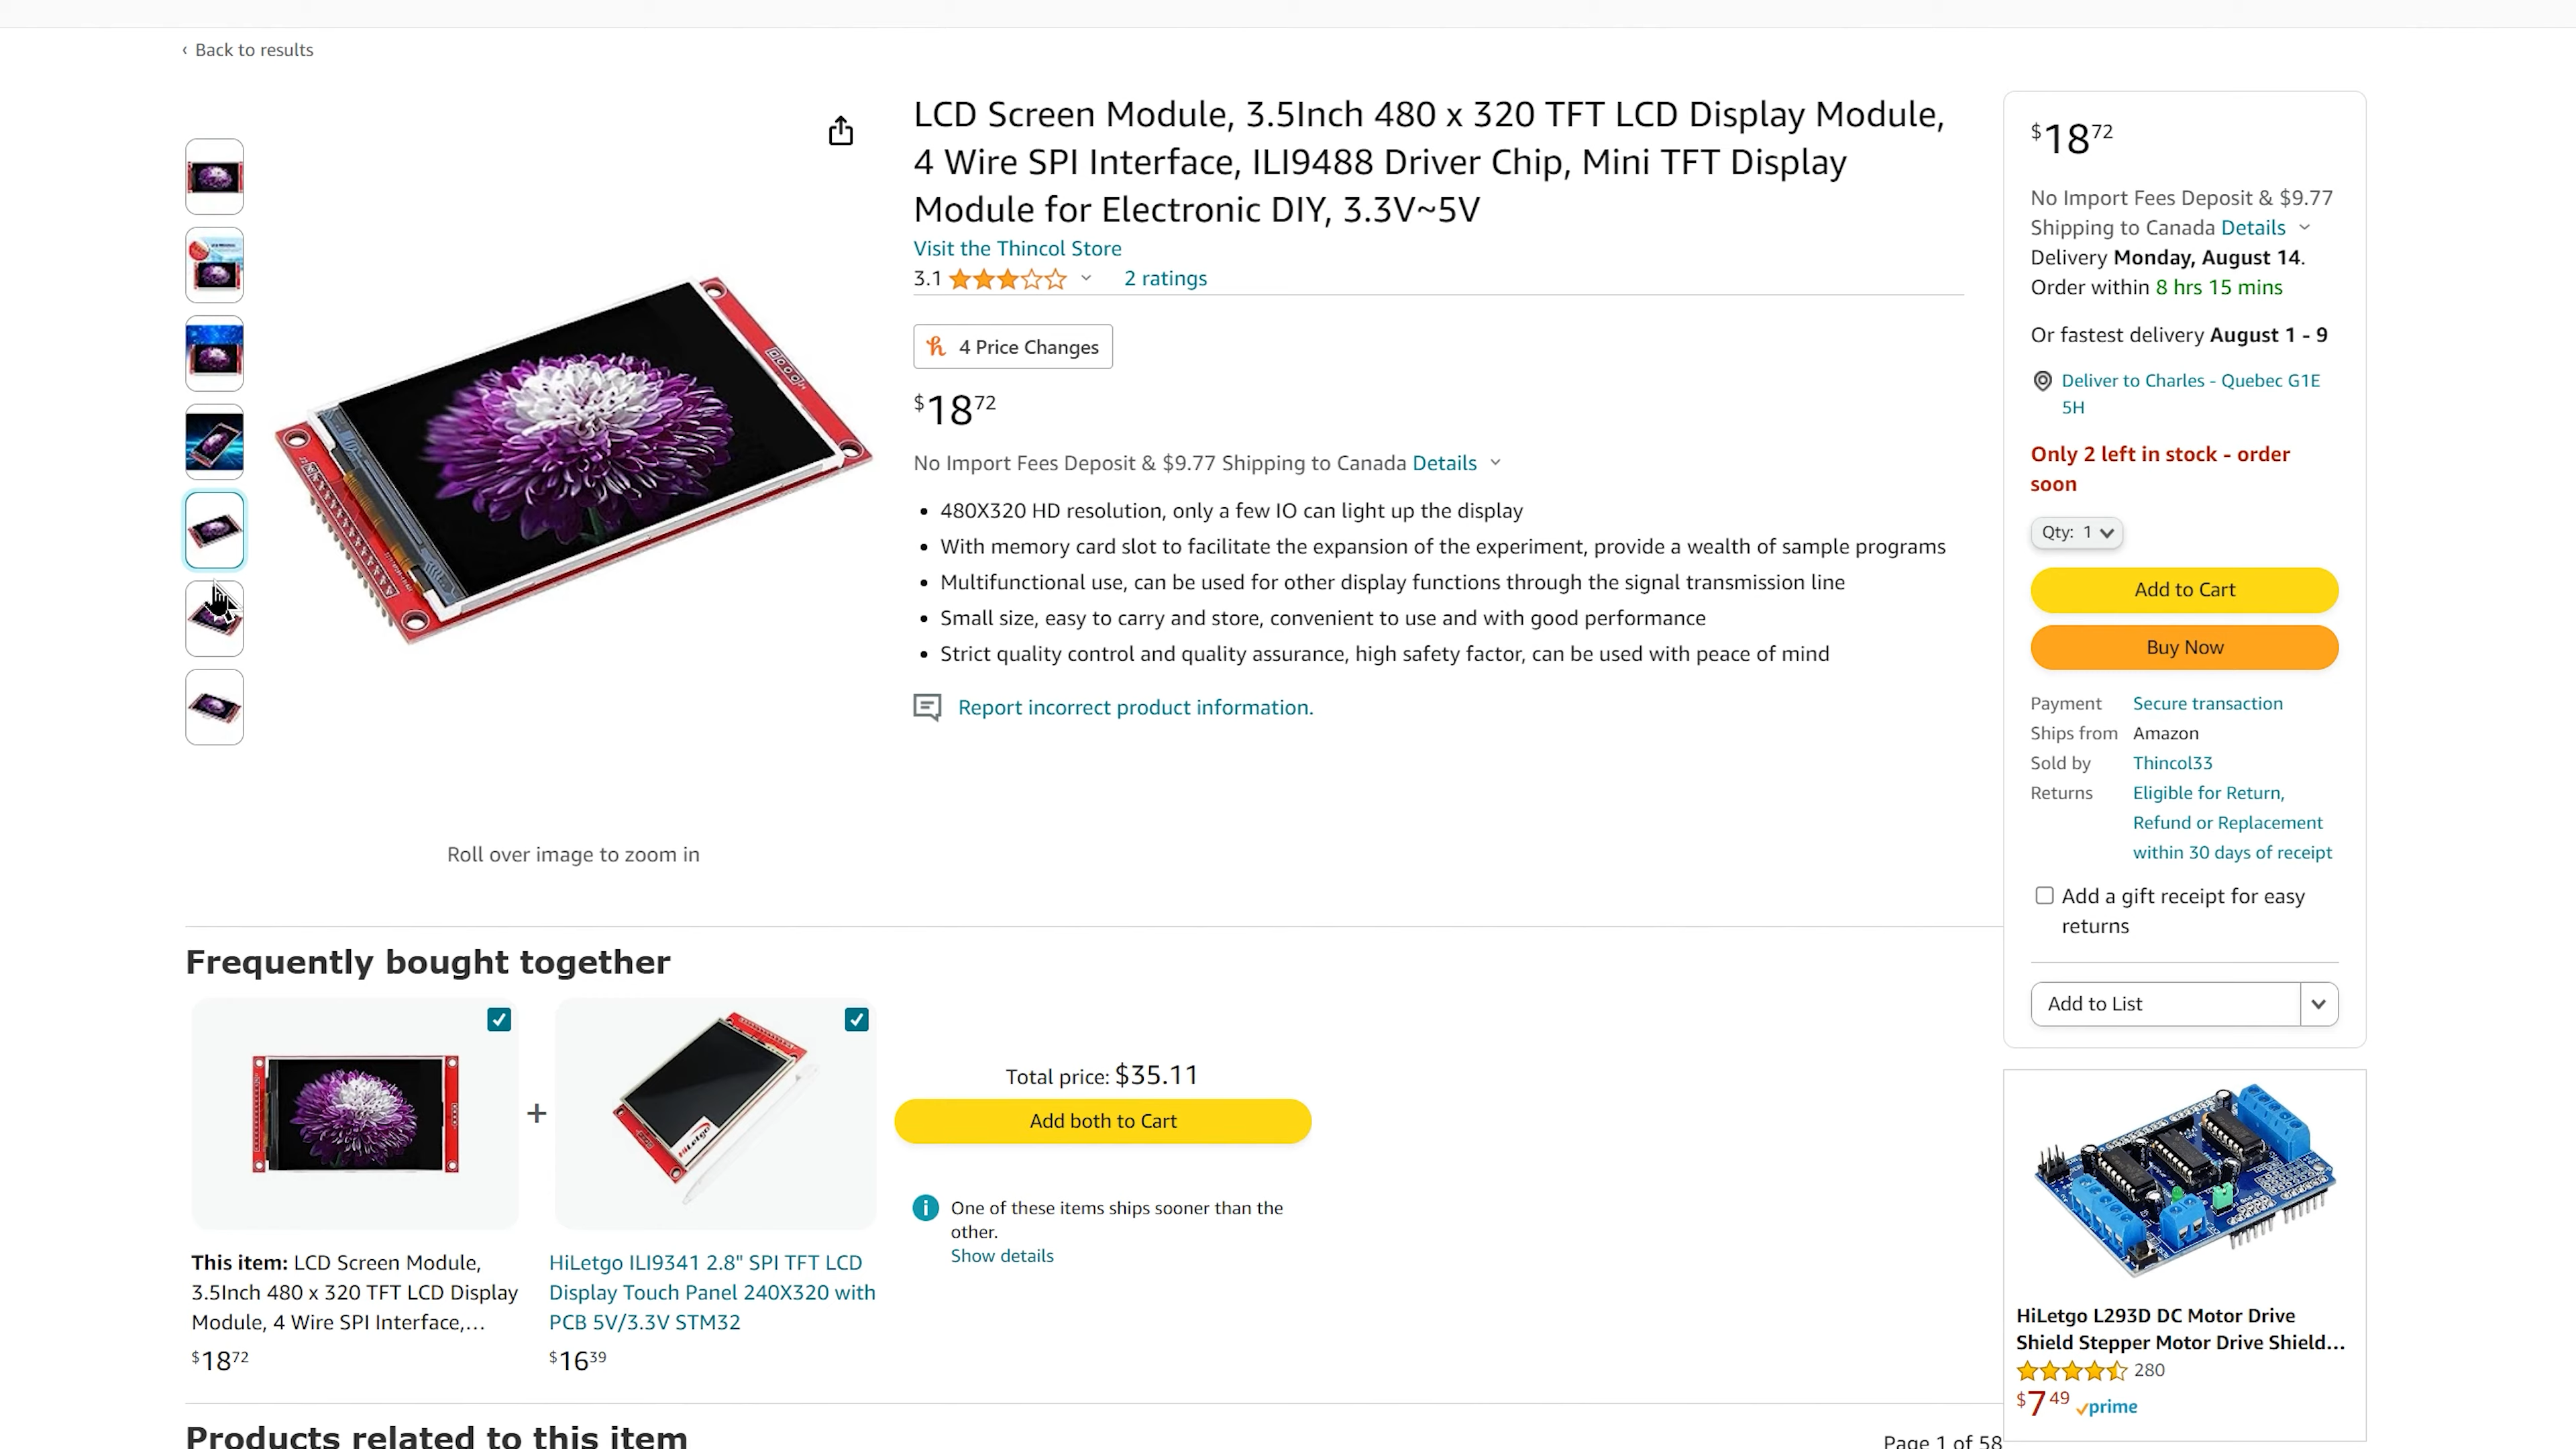 ‹ Back to results
LCD Screen Module, 3.5Inch 480 x 320 TFT LCD Display Module,
4 Wire SPI Interface, ILI9488 Driver Chip, Mini TFT Display
Module for Electronic DIY, 3.3V~5V
Visit the Thincol Store
3.1 2 ratings
4 Price Changes
$18 72
No Import Fees Deposit & $9.77 Shipping to Canada Details
• 480X320 HD resolution, only a few IO can light up the display
• With memory card slot to facilitate the expansion of the experiment, provide a wealth of sample programs
• Multifunctional use, can be used for other display functions through the signal transmission line
• Small size, easy to carry and store, convenient to use and with good performance
• Strict quality control and quality assurance, high safety factor, can be used with peace of mind
Report incorrect product information.
Roll over image to zoom in
$18 72
No Import Fees Deposit & $9.77
Shipping to Canada Details
Delivery Monday, August 14.
Order within 8 hrs 15 mins
Or fastest delivery August 1 - 9
Deliver to Charles - Quebec G1E
5H
Only 2 left in stock - order
soon
Qty: 1
Add to Cart
Buy Now
Payment Secure transaction
Ships from Amazon
Sold by Thincol33
Returns Eligible for Return,
Refund or Replacement
within 30 days of receipt
Add a gift receipt for easy
returns
Add to List
Frequently bought together
+
HiLetgo
This item: LCD Screen Module,
3.5Inch 480 x 320 TFT LCD Display
Module, 4 Wire SPI Interface,…
$18 72
HiLetgo ILI9341 2.8" SPI TFT LCD
Display Touch Panel 240X320 with
PCB 5V/3.3V STM32
$16 39
Total price: $35.11
Add both to Cart
One of these items ships sooner than the
other.
Show details
HiLetgo L293D DC Motor Drive
Shield Stepper Motor Drive Shield...
280
$7 49 prime
Products related to this item
Page 1 of 58